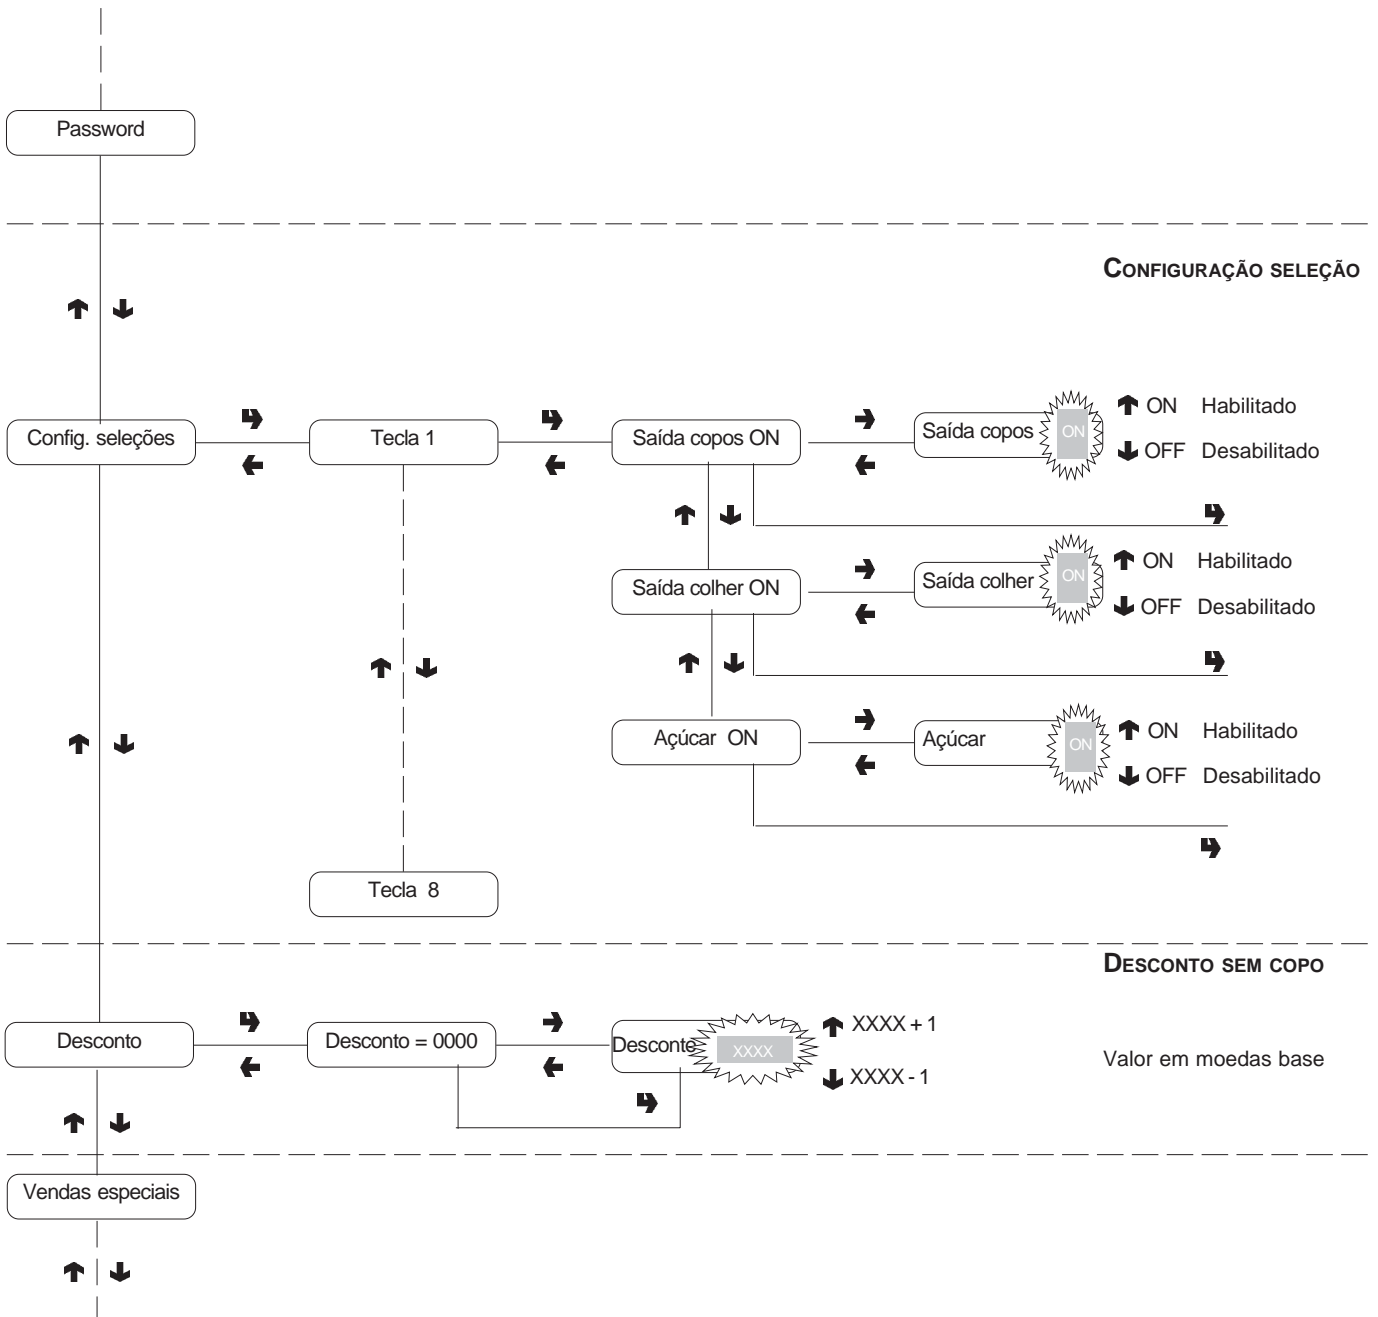 Password
CONFIGURAÇÃO SELEÇÃO
Config. seleções
Tecla 1
Saída copos ON
Saída copos ON
ON Habilitado
OFF Desabilitado
Saída colher ON
Saída colher ON
ON Habilitado
OFF Desabilitado
Açúcar ON
Açúcar ON
ON Habilitado
OFF Desabilitado
Tecla 8
DESCONTO SEM COPO
Desconto
Desconto = 0000
Desconte XXXX
XXXX + 1
XXXX - 1
Valor em moedas base
Vendas especiais